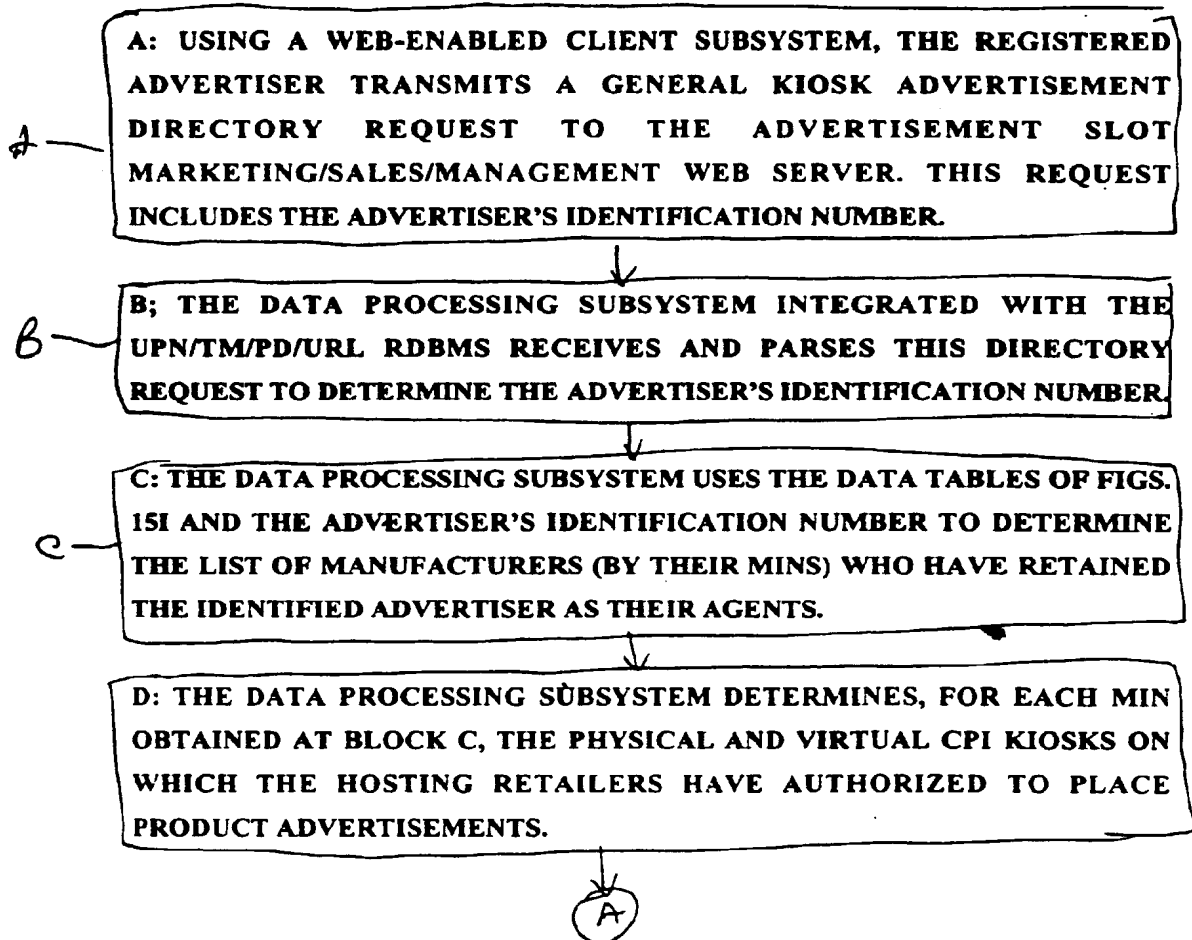 A: USING A WEB-ENABLED CLIENT SUBSYSTEM, THE REGISTERED
ADVERTISER TRANSMITS A GENERAL KIOSK ADVERTISEMENT
DIRECTORY REQUEST TO THE ADVERTISEMENT SLOT
MARKETING/SALES/MANAGEMENT WEB SERVER. THIS REQUEST
INCLUDES THE ADVERTISER'S IDENTIFICATION NUMBER.
A
B; THE DATA PROCESSING SUBSYSTEM INTEGRATED WITH THE
UPN/TM/PD/URL RDBMS RECEIVES AND PARSES THIS DIRECTORY
REQUEST TO DETERMINE THE ADVERTISER'S IDENTIFICATION NUMBER.
B
C: THE DATA PROCESSING SUBSYSTEM USES THE DATA TABLES OF FIGS.
15I AND THE ADVERTISER'S IDENTIFICATION NUMBER TO DETERMINE
THE LIST OF MANUFACTURERS (BY THEIR MINS) WHO HAVE RETAINED
THE IDENTIFIED ADVERTISER AS THEIR AGENTS.
C
D: THE DATA PROCESSING SUBSYSTEM DETERMINES, FOR EACH MIN
OBTAINED AT BLOCK C, THE PHYSICAL AND VIRTUAL CPI KIOSKS ON
WHICH THE HOSTING RETAILERS HAVE AUTHORIZED TO PLACE
PRODUCT ADVERTISEMENTS.
A